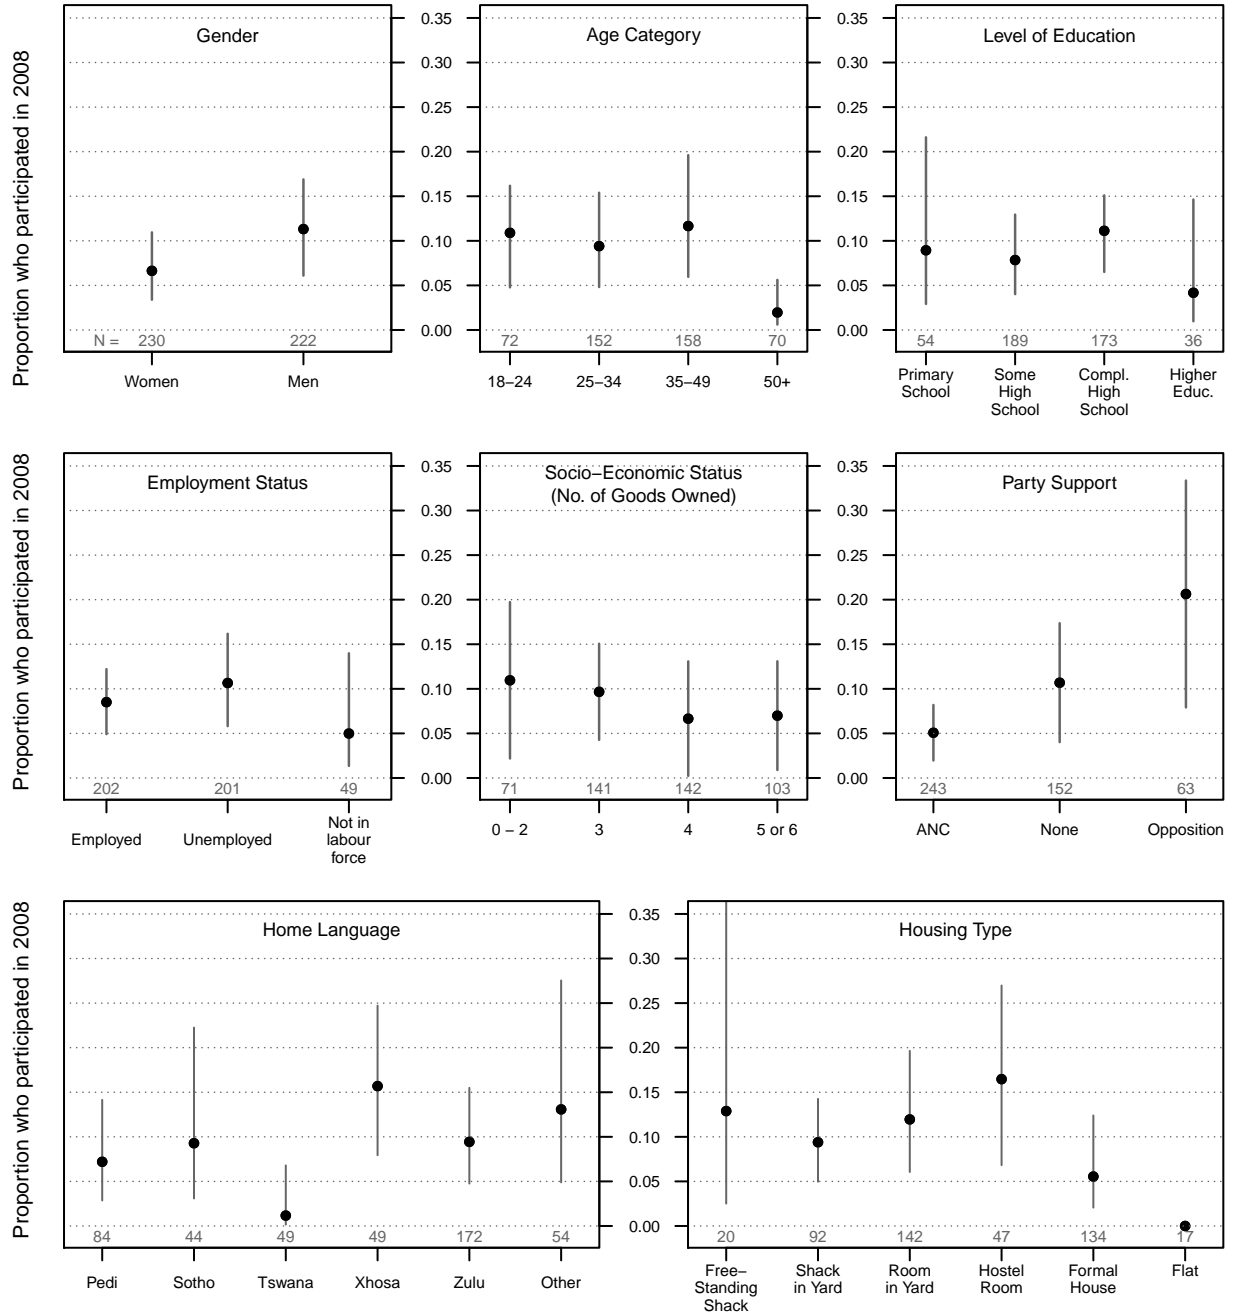 Proportion who participated in 2008
Gender
N = 230 222
Women Men
0.35
0.30
0.25
0.20
0.15
0.10
0.05
0.00
Age Category
72 152 158 70
18–24 25–34 35–49 50+
0.35
0.30
0.25
0.20
0.15
0.10
0.05
0.00
Level of Education
54 189 173 36
Primary
School
Some
High
School
Compl.
High
School
Higher
Educ.
Proportion who participated in 2008
Employment Status
202 201 49
Employed Unemployed
Not in
labour
force
0.35
0.30
0.25
0.20
0.15
0.10
0.05
0.00
Socio–Economic Status
(No. of Goods Owned)
71 141 142 103
0 – 2 3 4 5 or 6
0.35
0.30
0.25
0.20
0.15
0.10
0.05
0.00
Party Support
243 152 63
ANC None Opposition
Proportion who participated in 2008
Home Language
84 44 49 49 172 54
Pedi Sotho Tswana Xhosa Zulu Other
0.35
0.30
0.25
0.20
0.15
0.10
0.05
0.00
Housing Type
20 92 142 47 134 17
Free–
Standing
Shack
Shack
in Yard
Room
in Yard
Hostel
Room
Formal
House
Flat